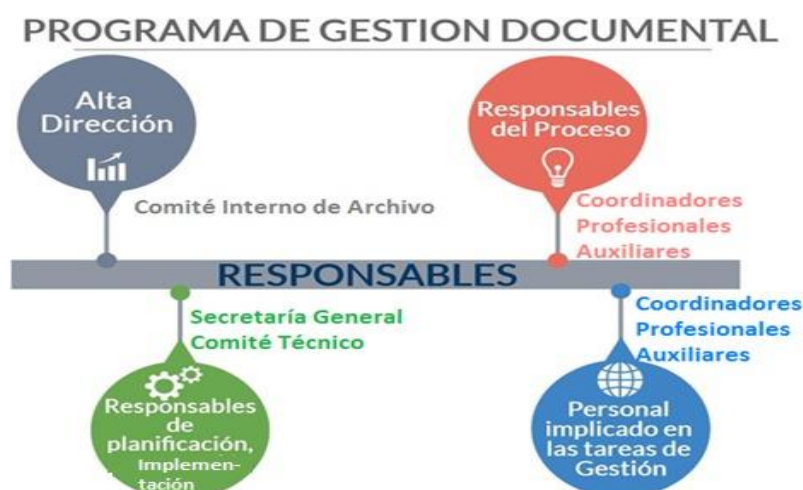 PROGRAMA DE GESTION DOCUMENTAL
Alta
Dirección
Comité Interno de Archivo
Responsables
del Proceso
Coordinadores
Profesionales
Auxiliares
RESPONSABLES
Secretaría General
Comité Técnico
Responsables
de
planificación,
Implemen-
tación
Coordinadores
Profesionales
Auxiliares
Personal
implicado en
las tareas de
Gestión